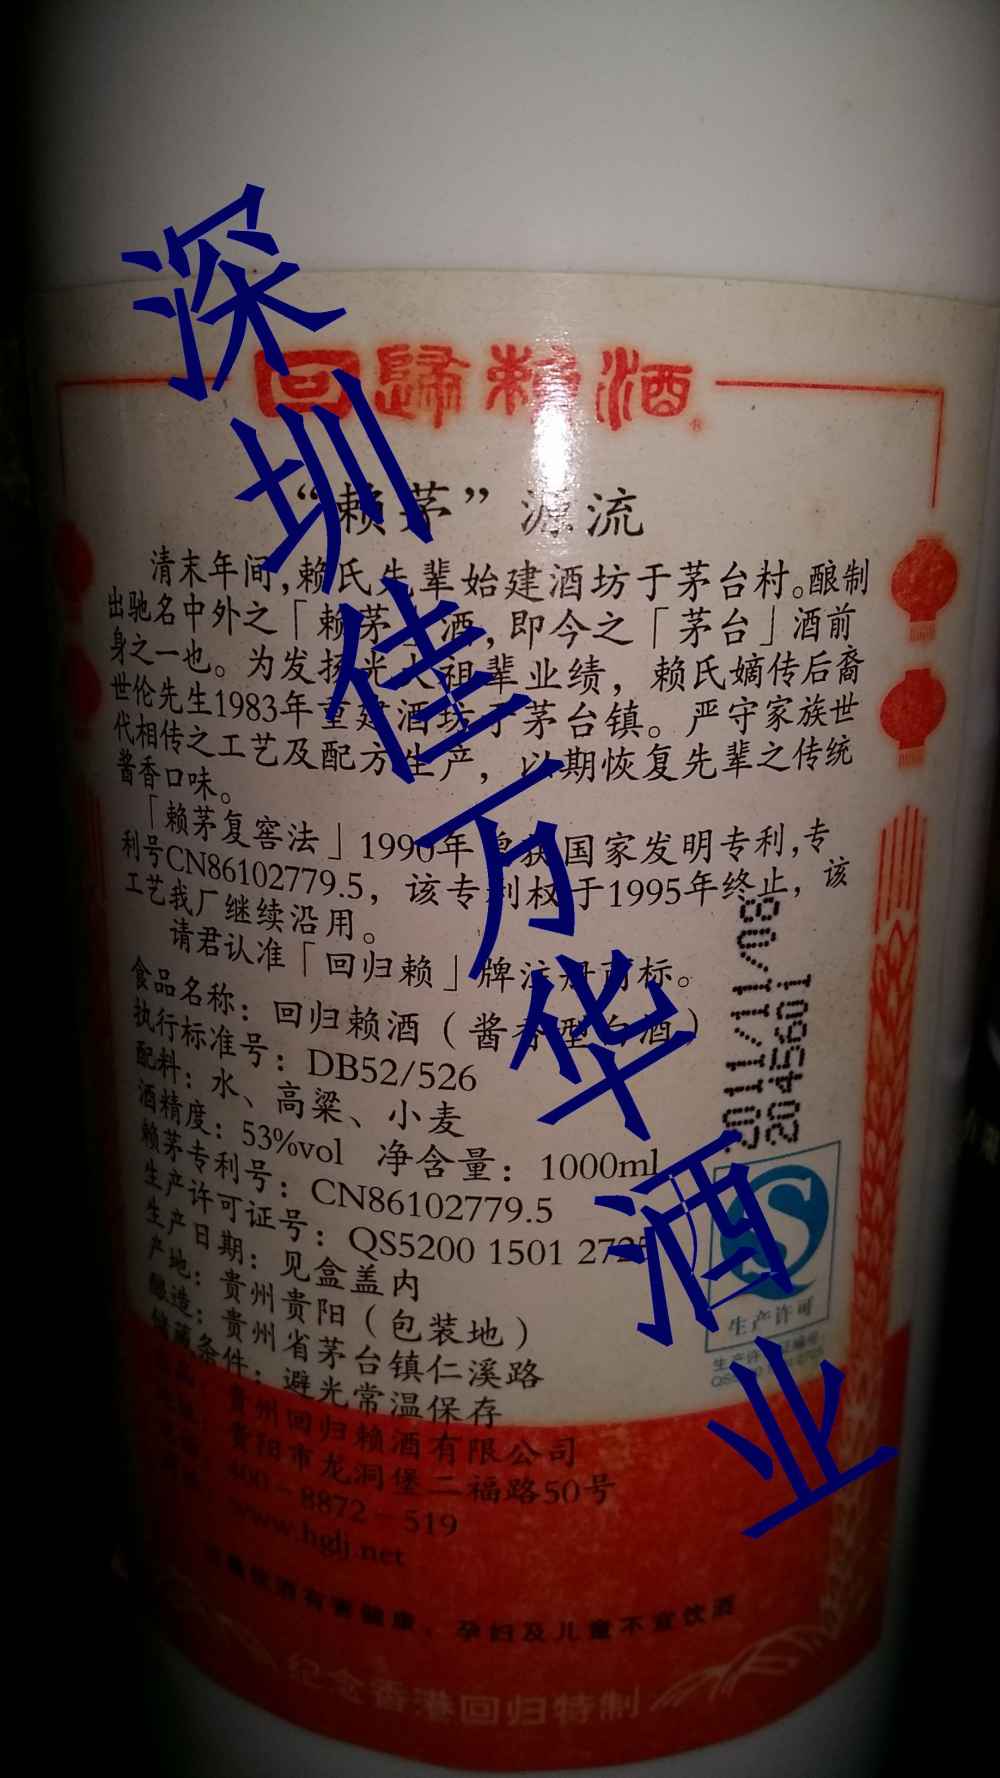 回歸賴酒
®
“赖茅”源流
清末年间,赖氏先辈始建酒坊于茅台村。酿制
出驰名中外之「赖茅」酒,即今之「茅台」酒前
身之一也。为发扬光大祖辈业绩，赖氏嫡传后裔
世伦先生1983年重建酒坊于茅台镇。严守家族世
代相传之工艺及配方生产，以期恢复先辈之传统
酱香口味。
「赖茅复窖法」1990年曾获国家发明专利,专
利号CN86102779.5，该专利权于1995年终止，该
工艺我厂继续沿用。
请君认准「回归赖」牌注册商标。
食品名称：回归赖酒（酱香型白酒）
执行标准号：DB52/526
配料：水、高粱、小麦
酒精度：53%vol 净含量：1000ml
赖茅专利号：CN86102779.5
生产许可证号：QS5200 1501 272
生产日期：见盒盖内
产地：贵州贵阳（包装地）
酿造：贵州省茅台镇仁溪路
储藏条件：避光常温保存
贵州回归赖酒有限公司
贵阳市龙洞堡二福路50号
400-8872-519
www.hglj.net
过量饮酒有害健康、孕妇及儿童不宜饮酒
纪念香港回归特制
2011/11/08
2045601
生产许可
深圳佳万华酒业